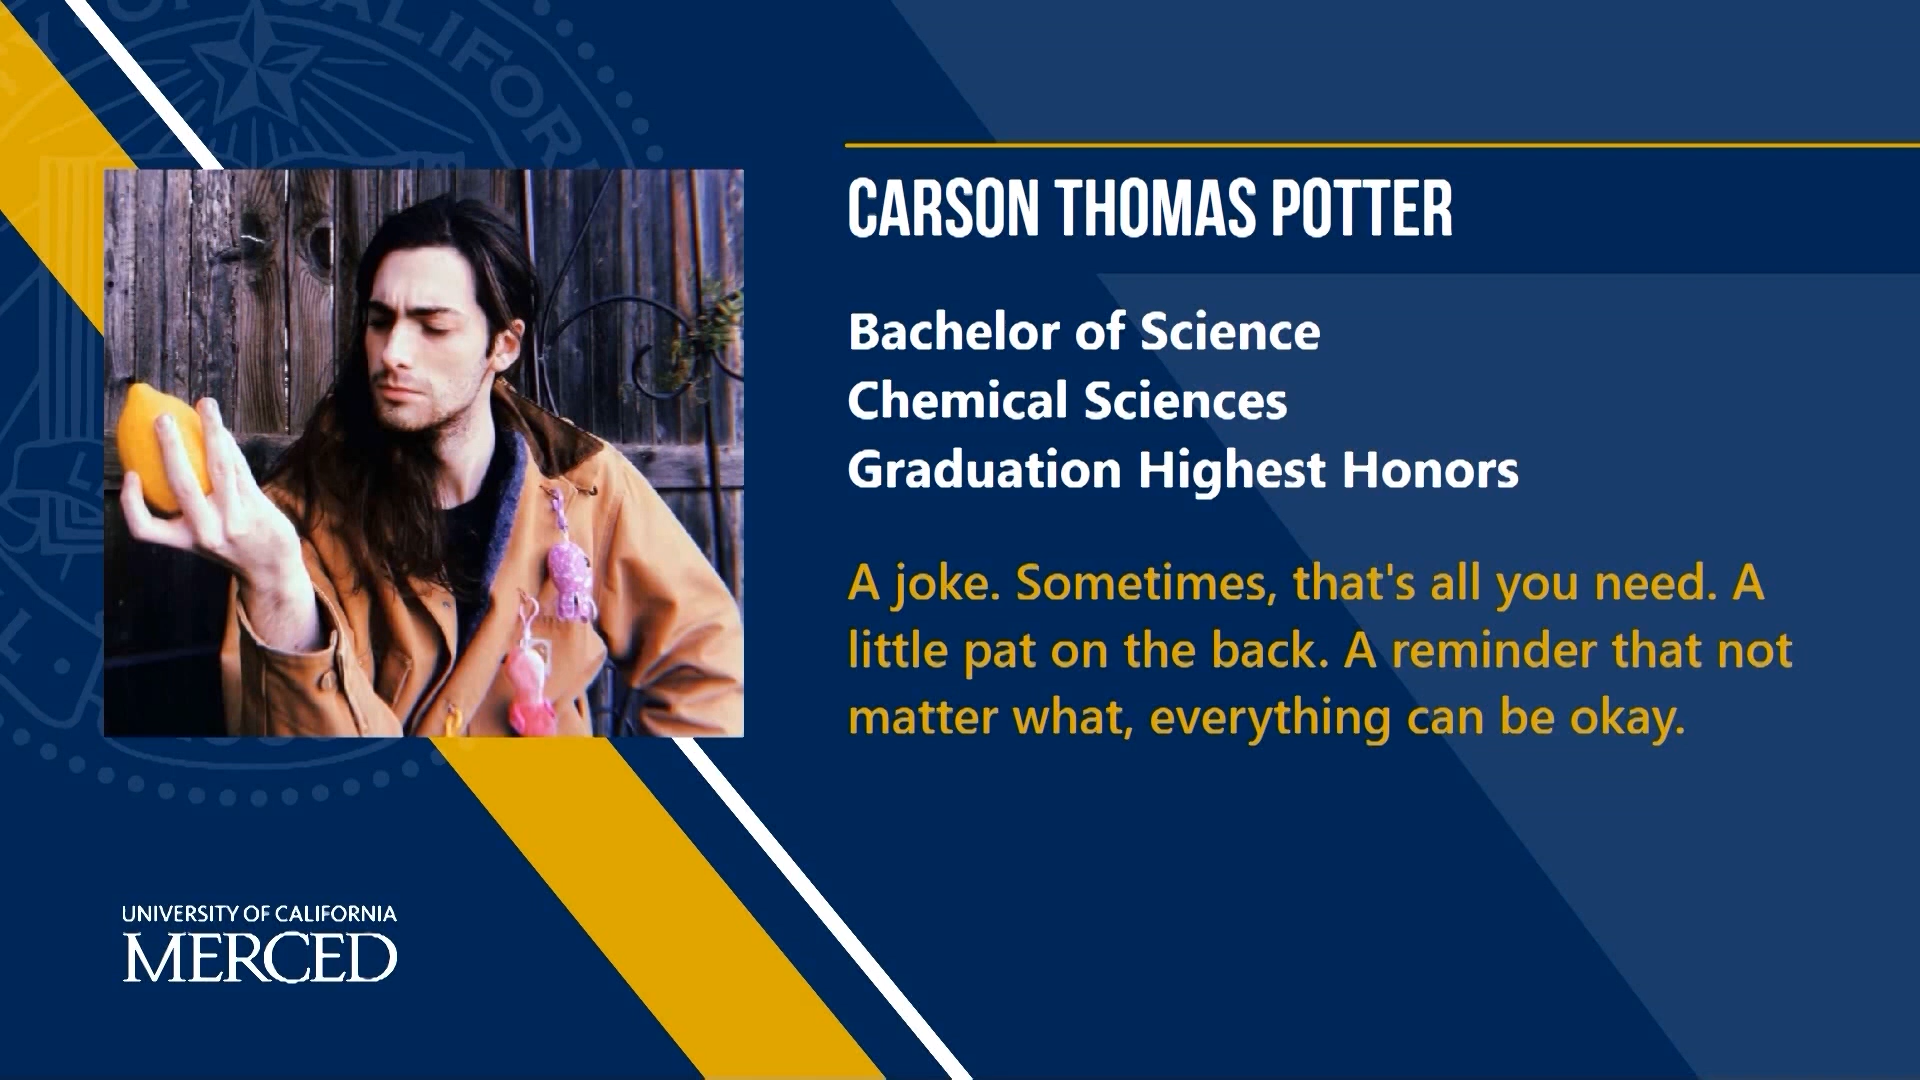 CARSON THOMAS POTTER
Bachelor of Science
Chemical Sciences
Graduation Highest Honors
A joke. Sometimes, that's all you need. A
little pat on the back. A reminder that not
matter what, everything can be okay.
UNIVERSITY OF CALIFORNIA
MERCED